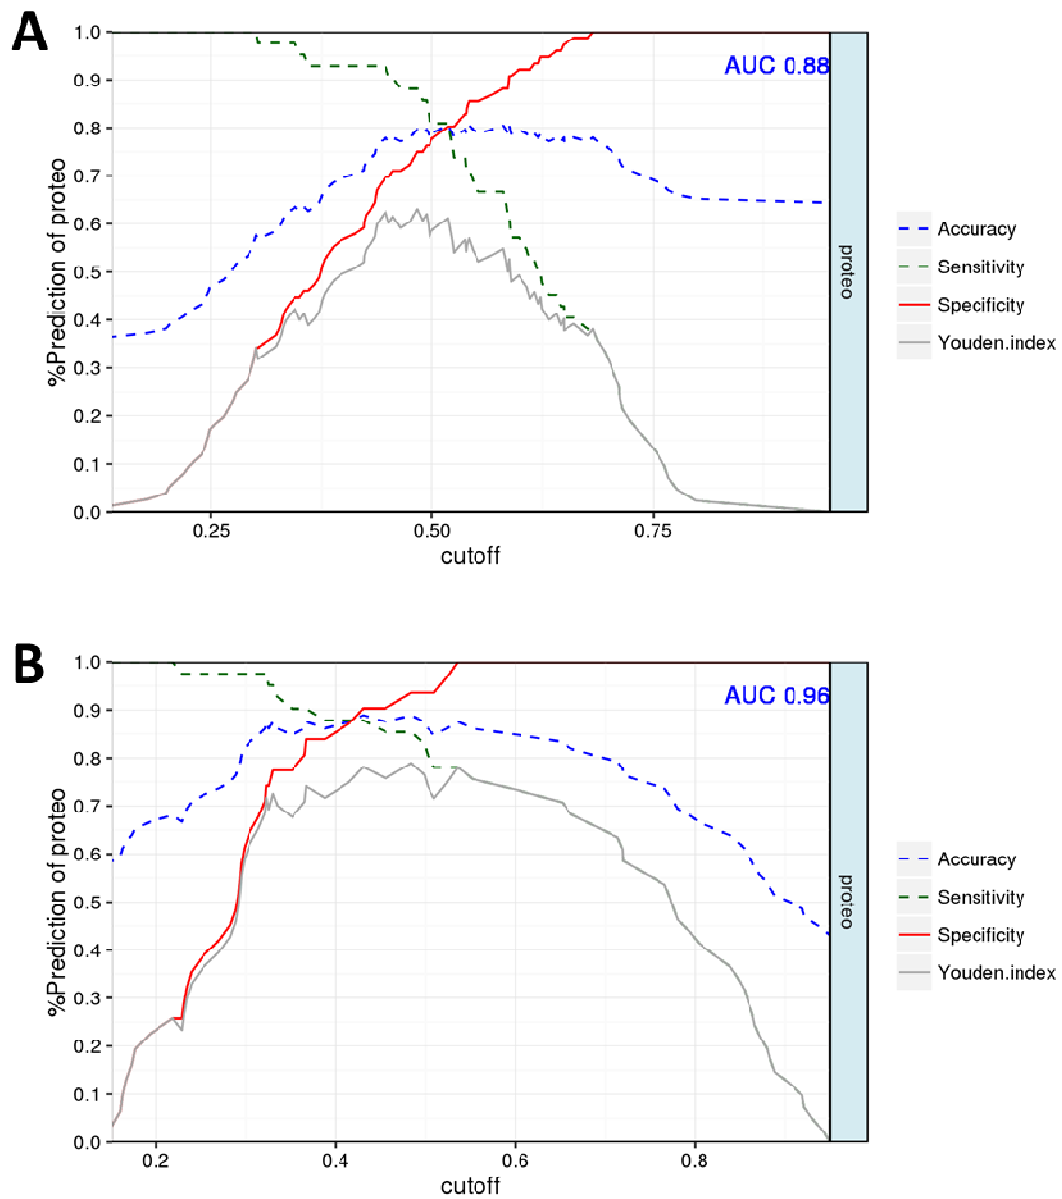 A
1.0
0.9
0.8
0.7
0.6
0.5
0.4
0.3
0.2
0.1
0.0
%Prediction of proteo
AUC 0.88
proteo
0.25 0.50 0.75
cutoff
Accuracy
Sensitivity
Specificity
Youden.index
B
1.0
0.9
0.8
0.7
0.6
0.5
0.4
0.3
0.2
0.1
0.0
%Prediction of proteo
AUC 0.96
proteo
0.2 0.4 0.6 0.8
cutoff
Accuracy
Sensitivity
Specificity
Youden.index